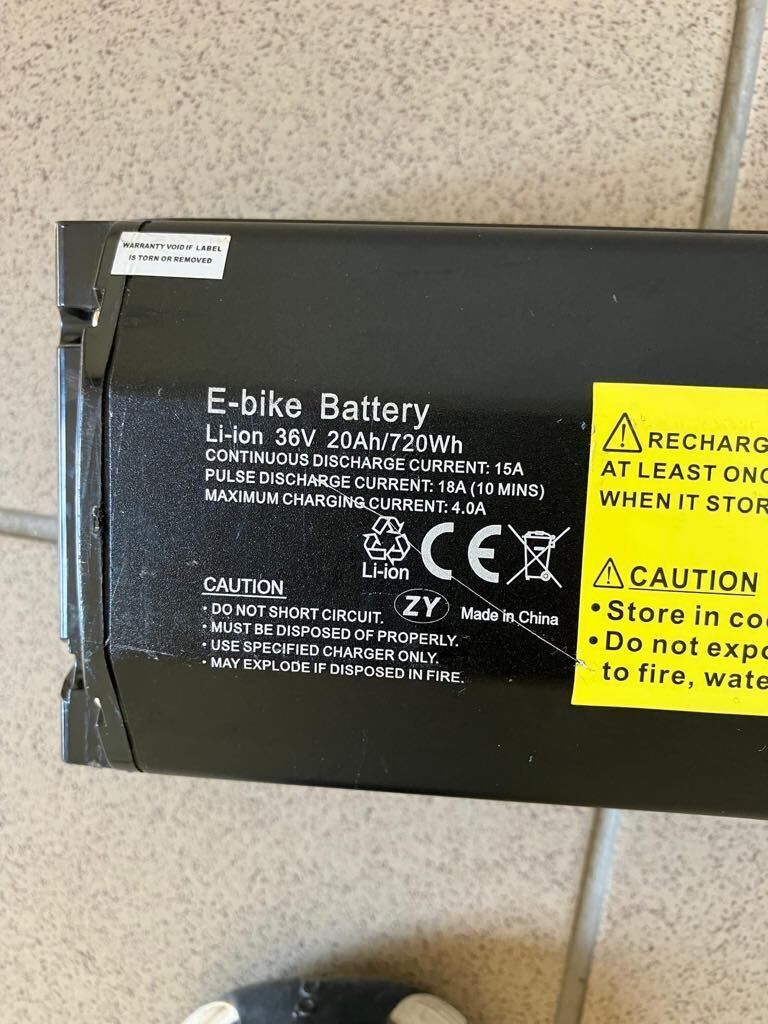 WARRANTY VOID IF LABEL
IS TORN OR REMOVED
E-bike Battery
Li-ion 36V 20Ah/720Wh
CONTINUOUS DISCHARGE CURRENT: 15A
PULSE DISCHARGE CURRENT: 18A (10 MINS)
MAXIMUM CHARGING CURRENT: 4.0A
Li-ion
CE
CAUTION
• DO NOT SHORT CIRCUIT.
• MUST BE DISPOSED OF PROPERLY.
• USE SPECIFIED CHARGER ONLY.
• MAY EXPLODE IF DISPOSED IN FIRE.
ZY
Made in China
RECHARG
AT LEAST ONC
WHEN IT STOR
CAUTION
• Store in co
• Do not expo
to fire, wate